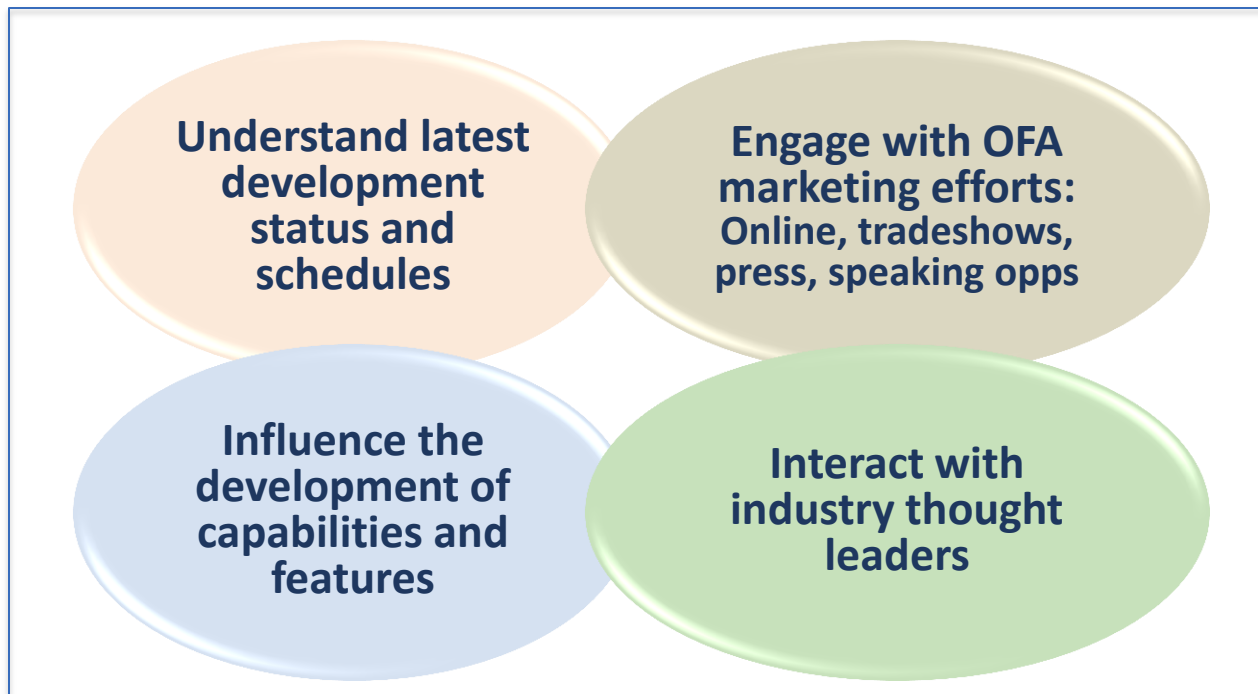 Understand latest
development
status and
schedules
Engage with OFA
marketing efforts:
Online, tradeshows,
press, speaking opps
Influence the
development of
capabilities and
features
Interact with
industry thought
leaders